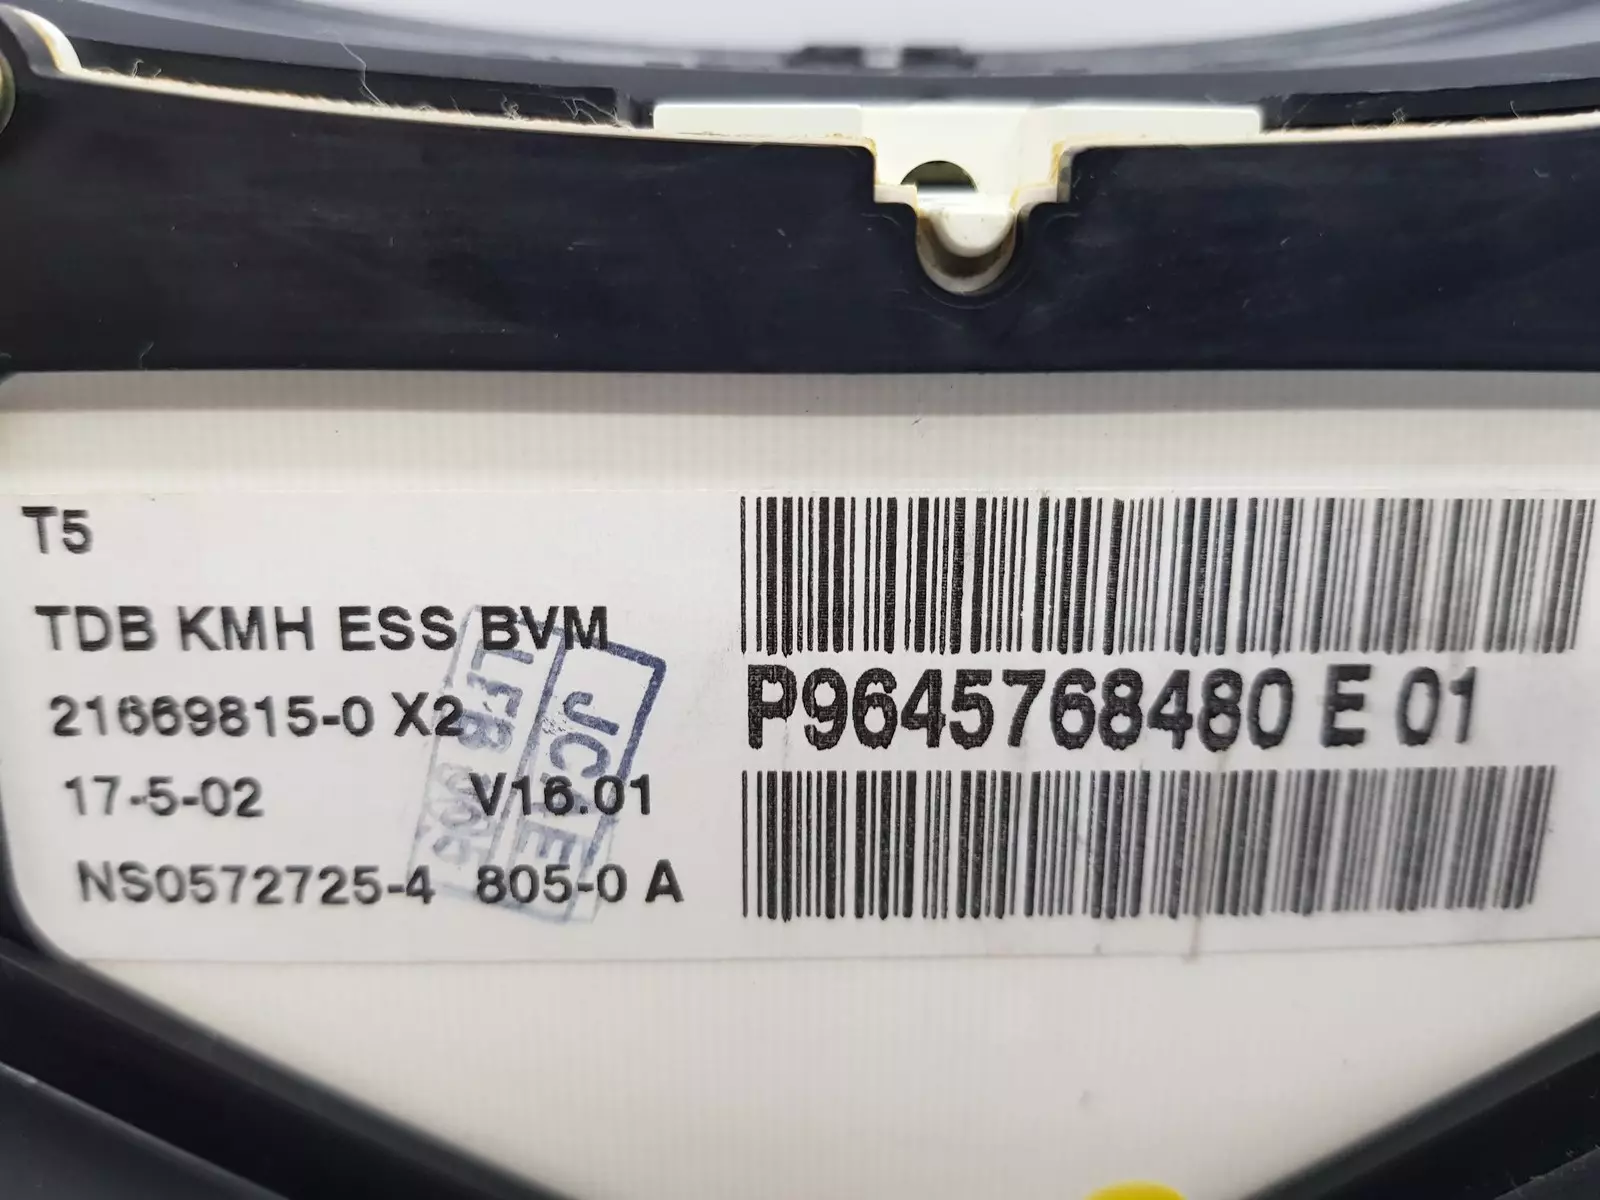 T5
TDB KMH ESS BVM
21669815-0 X2
17-5-02 V16.01
NS0572725-4 805-0 A
P9645768480 E 01